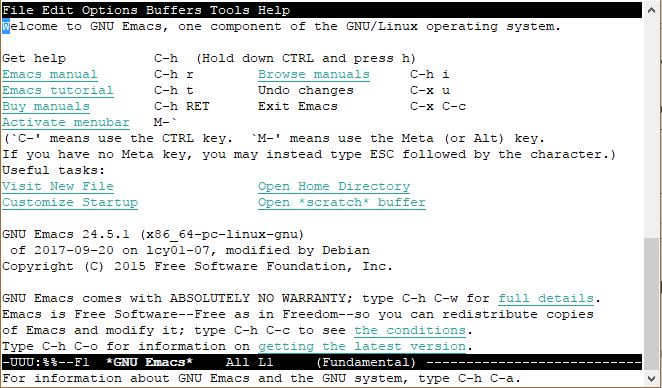 File Edit Options Buffers Tools Help
Welcome to GNU Emacs, one component of the GNU/Linux operating system.
Get help C-h (Hold down CTRL and press h)
Emacs manual C-h r Browse manuals C-h i
Emacs tutorial C-h t Undo changes C-x u
Buy manuals C-h RET Exit Emacs C-x C-c
Activate menubar M-`
(`C-' means use the CTRL key. `M-' means use the Meta (or Alt) key.
If you have no Meta key, you may instead type ESC followed by the character.)
Useful tasks:
Visit New File Open Home Directory
Customize Startup Open *scratch* buffer
GNU Emacs 24.5.1 (x86_64-pc-linux-gnu)
of 2017-09-20 on lcy01-07, modified by Debian
Copyright (C) 2015 Free Software Foundation, Inc.
GNU Emacs comes with ABSOLUTELY NO WARRANTY; type C-h C-w for full details.
Emacs is Free Software--Free as in Freedom--so you can redistribute copies
of Emacs and modify it; type C-h C-c to see the conditions.
Type C-h C-o for information on getting the latest version.
-UUU:%%--F1 *GNU Emacs* All L1 (Fundamental) ---------------------------
For information about GNU Emacs and the GNU system, type C-h C-a.